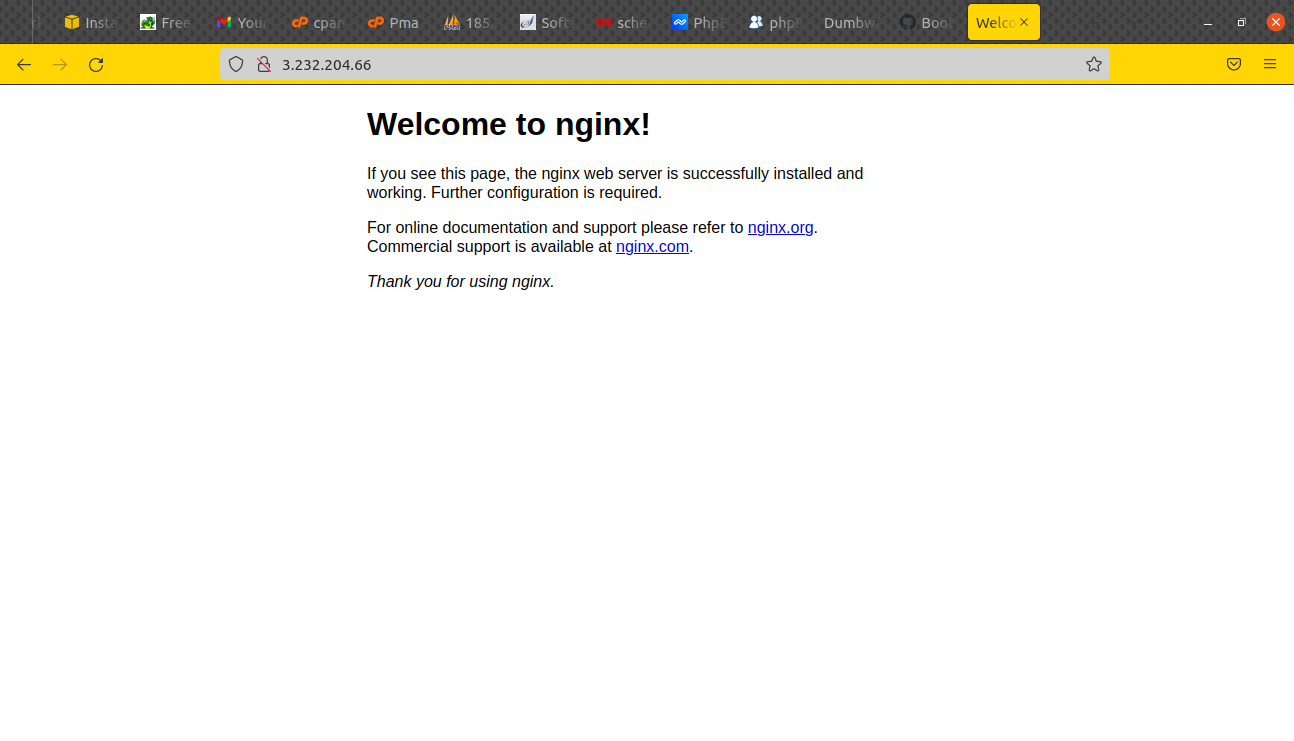 Insta Free Your cpan Pma 185. Soft sche PhpB phpB Dumbw Boo Welco
3.232.204.66
Welcome to nginx!
If you see this page, the nginx web server is successfully installed and
working. Further configuration is required.
For online documentation and support please refer to nginx.org.
Commercial support is available at nginx.com.
Thank you for using nginx.